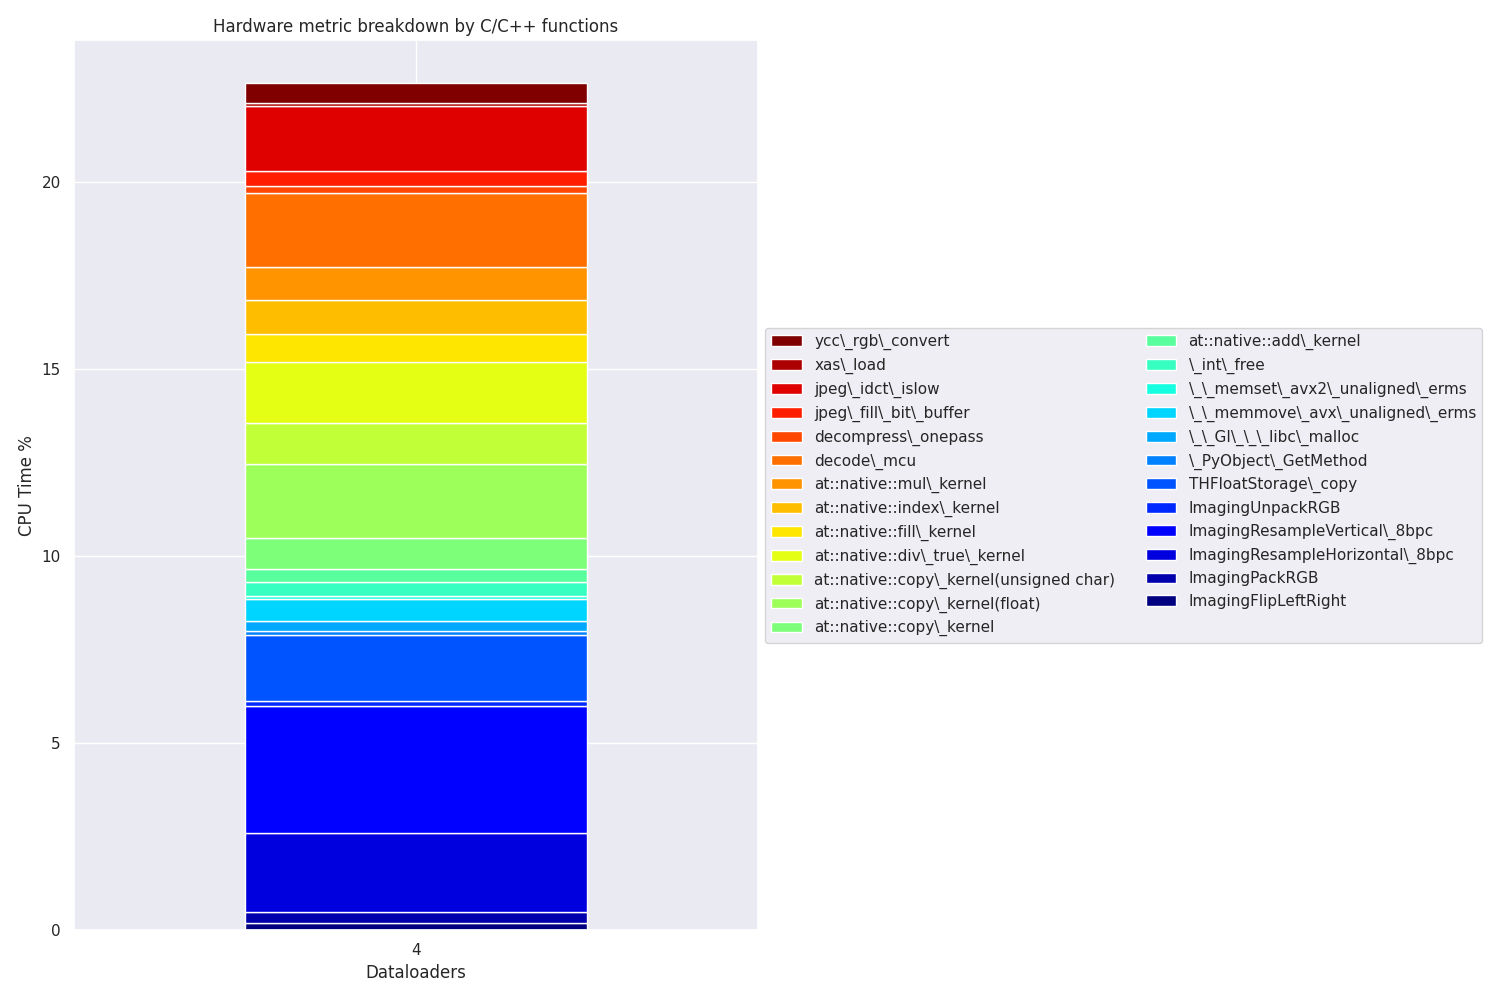 Hardware metric breakdown by C/C++ functions
20
15
10
5
0
CPU Time %
4
Dataloaders
ycc\_rgb\_convert
xas\_load
jpeg\_idct\_islow
jpeg\_fill\_bit\_buffer
decompress\_onepass
decode\_mcu
at::native::mul\_kernel
at::native::index\_kernel
at::native::fill\_kernel
at::native::div\_true\_kernel
at::native::copy\_kernel(unsigned char)
at::native::copy\_kernel(float)
at::native::copy\_kernel
at::native::add\_kernel
\_int\_free
\_\_memset\_avx2\_unaligned\_erms
\_\_memmove\_avx\_unaligned\_erms
\_\_GI\_\_\_libc\_malloc
\_PyObject\_GetMethod
THFloatStorage\_copy
ImagingUnpackRGB
ImagingResampleVertical\_8bpc
ImagingResampleHorizontal\_8bpc
ImagingPackRGB
ImagingFlipLeftRight